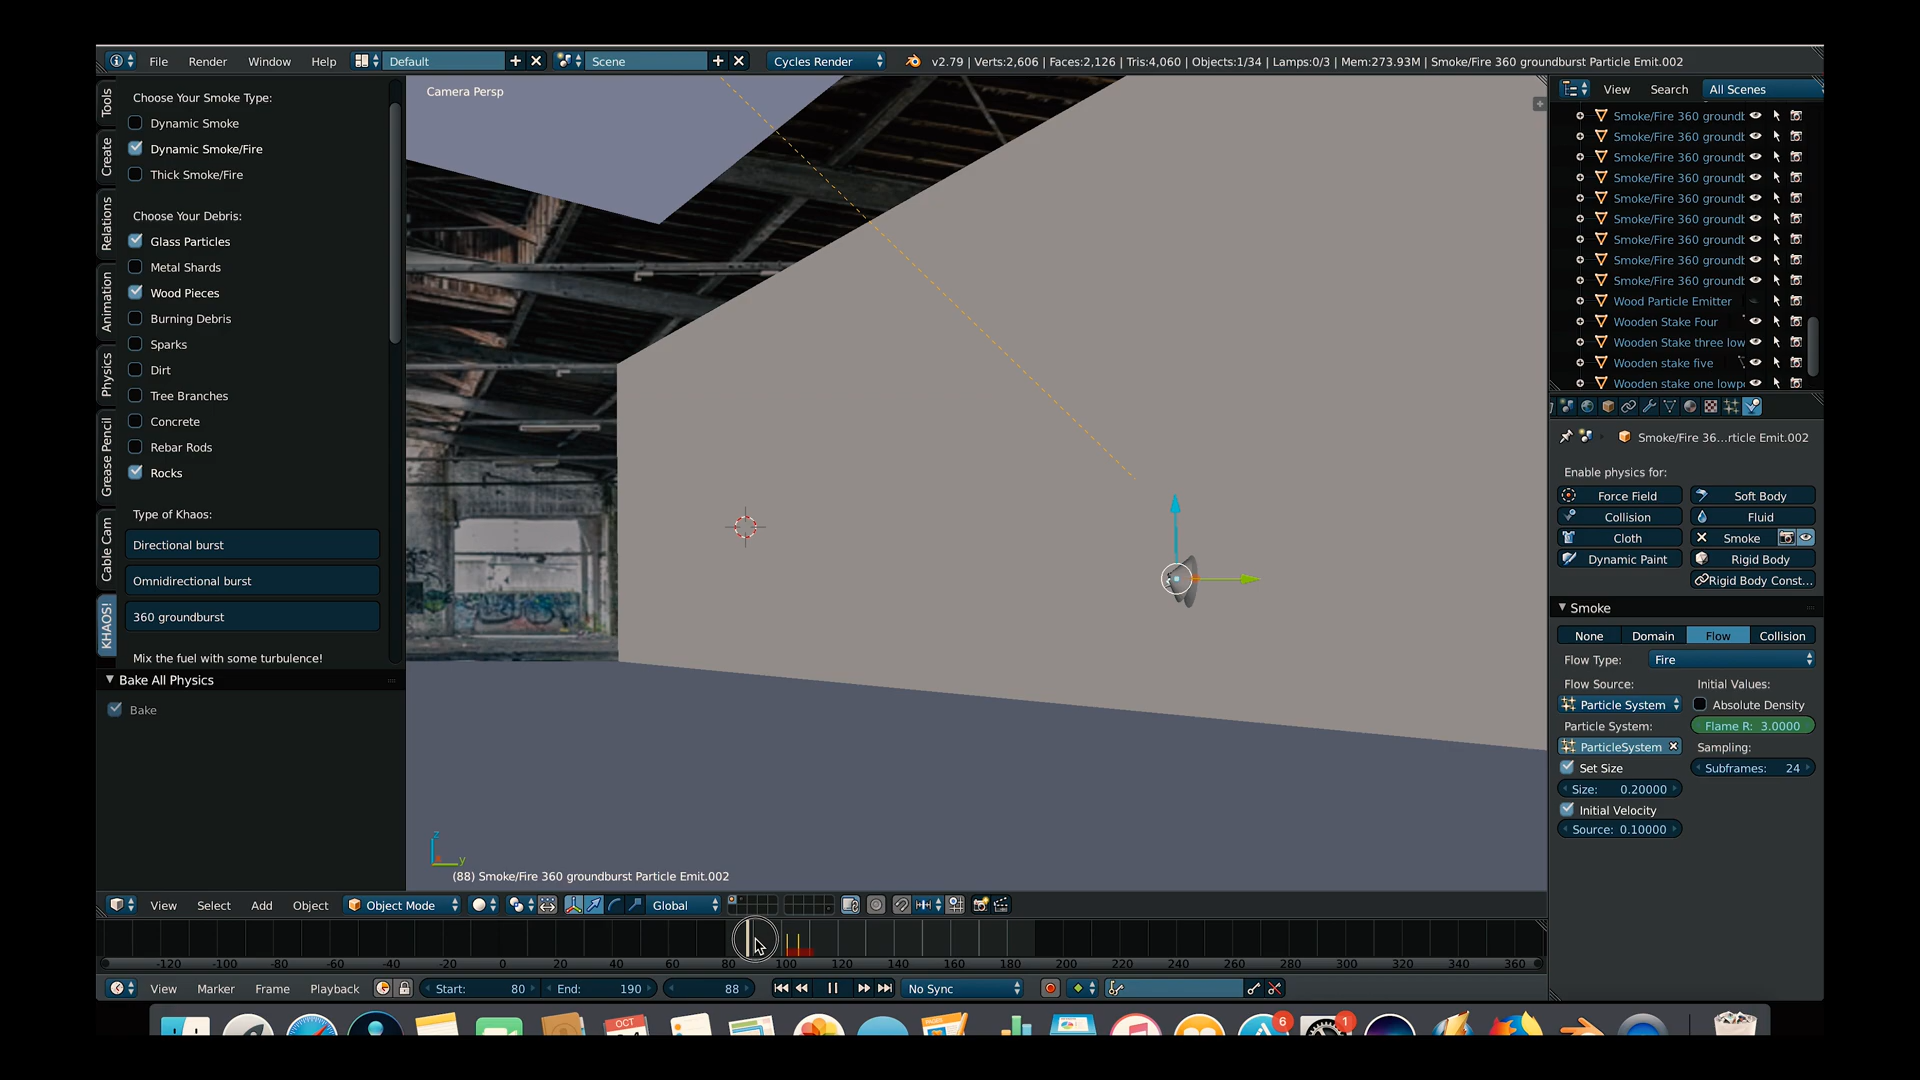 File Render Window Help Default Scene Cycles Render v2.79 | Verts:2,606 | Faces:2,126 | Tris:4,060 | Objects:1/34 | Lamps:0/3 | Mem:273.93M | Smoke/Fire 360 groundburst Particle Emit.002
Tools
Create
Relations
Animation
Physics
Grease Pencil
Cable Cam
KHAOS!
Choose Your Smoke Type:
Dynamic Smoke
Dynamic Smoke/Fire
Thick Smoke/Fire
Choose Your Debris:
Glass Particles
Metal Shards
Wood Pieces
Burning Debris
Sparks
Dirt
Tree Branches
Concrete
Rebar Rods
Rocks
Type of Khaos:
Directional burst
Omnidirectional burst
360 groundburst
Mix the fuel with some turbulence!
Bake All Physics
Bake
Camera Persp
z
y
(88) Smoke/Fire 360 groundburst Particle Emit.002
View Search All Scenes
Smoke/Fire 360 groundb
Smoke/Fire 360 groundb
Smoke/Fire 360 groundb
Smoke/Fire 360 groundb
Smoke/Fire 360 groundb
Smoke/Fire 360 groundb
Smoke/Fire 360 groundb
Smoke/Fire 360 groundb
Smoke/Fire 360 groundb
Wood Particle Emitter
Wooden Stake Four
Wooden Stake three low
Wooden stake five
Wooden stake one lowp
Smoke/Fire 36...rticle Emit.002
Enable physics for:
Force Field Soft Body
Collision Fluid
Cloth Smoke
Dynamic Paint Rigid Body
Rigid Body Const...
Smoke
None Domain Flow Collision
Flow Type: Fire
Flow Source: Initial Values:
Particle System Absolute Density
Particle System: Flame R: 3.0000
ParticleSystem Sampling:
Set Size Subframes: 24
Size: 0.20000
Initial Velocity
Source: 0.10000
View Select Add Object Object Mode Global
-120 -100 -80 -60 -40 -20 0 20 40 60 80 100 120 140 160 180 200 220 240 260 280 300 320 340 360
View Marker Frame Playback Start: 80 End: 190 88 No Sync
OCT 6 1